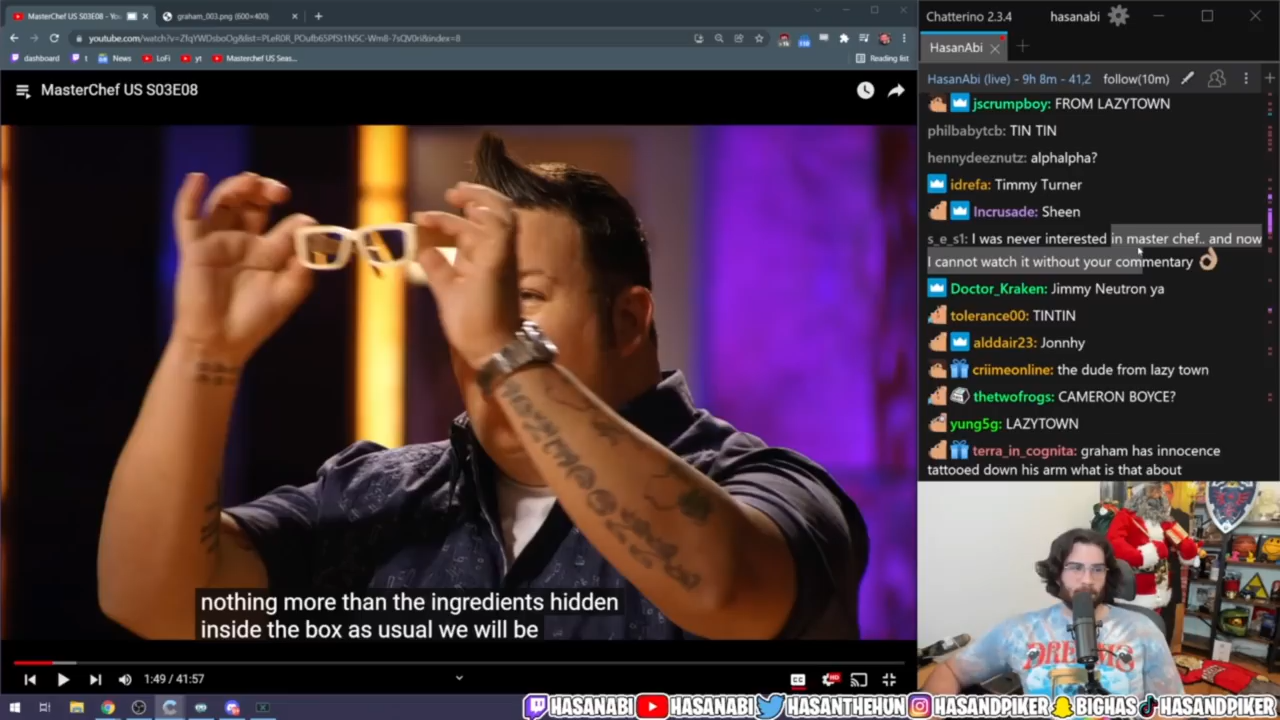 MasterChef US S03E08 - You
graham_003.png (600×400)
youtube.com/watch?v=ZfqYWDsboOg&list=PLeR0R_POufb65PfSt1N5C-Wm8-7sQV0ri&index=8
dashboard
t
News
LoFi
yt
Masterchef US Seas...
Reading list
MasterChef US S03E08
nothing more than the ingredients hidden
inside the box as usual we will be
1:49 / 41:57
CC
HD
Chatterino 2.3.4
hasanabi
HasanAbi
HasanAbi (live) - 9h 8m - 41,2
follow(10m)
jscrumpboy: FROM LAZYTOWN
philbabytcb: TIN TIN
hennydeeznutz: alphalpha?
idrefa: Timmy Turner
Incrusade: Sheen
s_e_s1: I was never interested in master chef.. and now
I cannot watch it without your commentary
Doctor_Kraken: Jimmy Neutron ya
tolerance00: TINTIN
alddair23: Jonnhy
criimeonline: the dude from lazy town
thetwofrogs: CAMERON BOYCE?
yung5g: LAZYTOWN
terra_in_cognita: graham has innocence
tattooed down his arm what is that about
DREAMS
HASANABI
HASANABI
HASANTHEHUN
HASANDPIKER
BIGHAS
HASANDPIKER